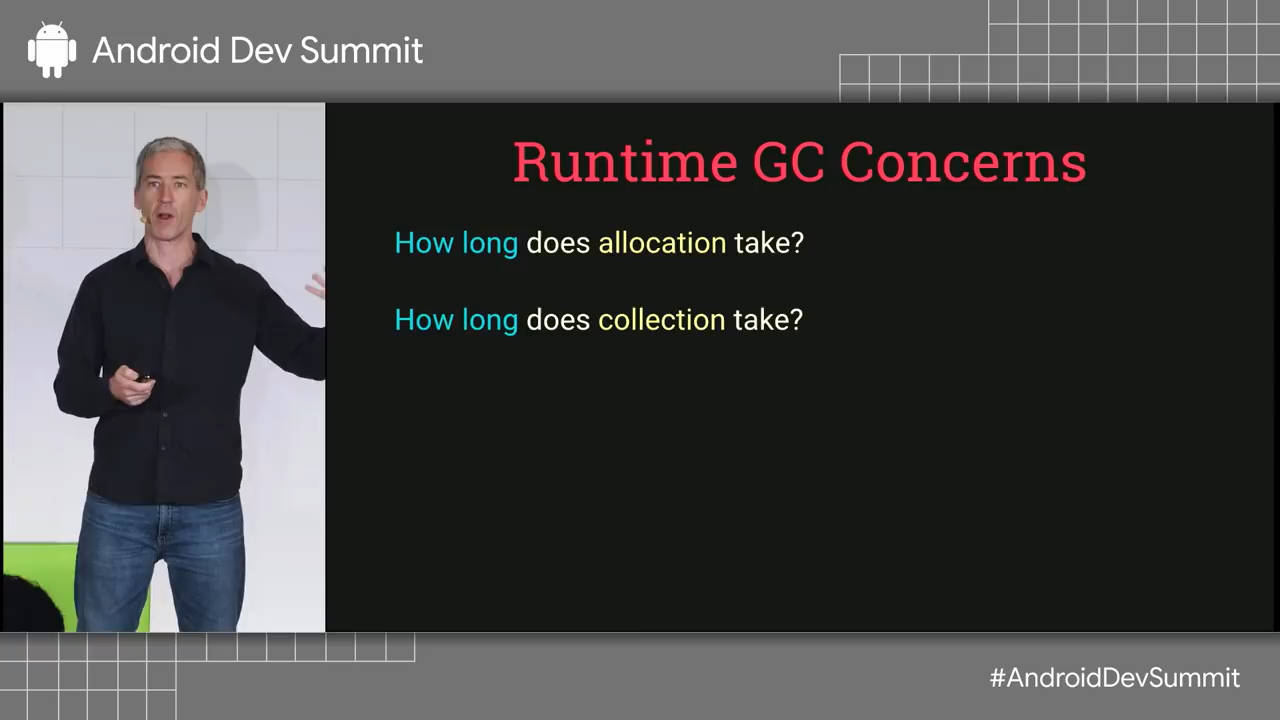 Android Dev Summit
Runtime GC Concerns
How long does allocation take?
How long does collection take?
#AndroidDevSummit